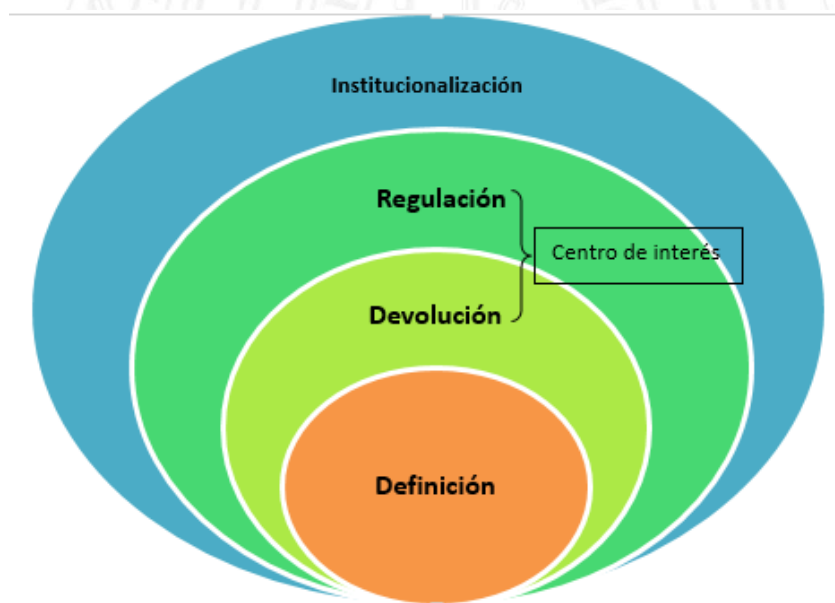 Institucionalización
Regulación
Centro de interés
Devolución
Definición